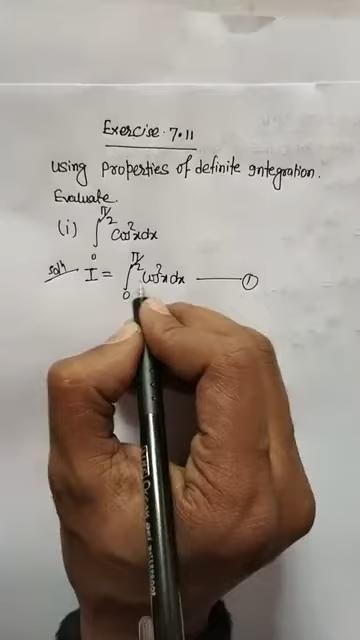 Exercise 7.11
using Properties of definite integration.
Evaluate.
(i) ∫₀^π/2 cos²x dx
solⁿ I = ∫₀^π/2 cos²x dx —— ①